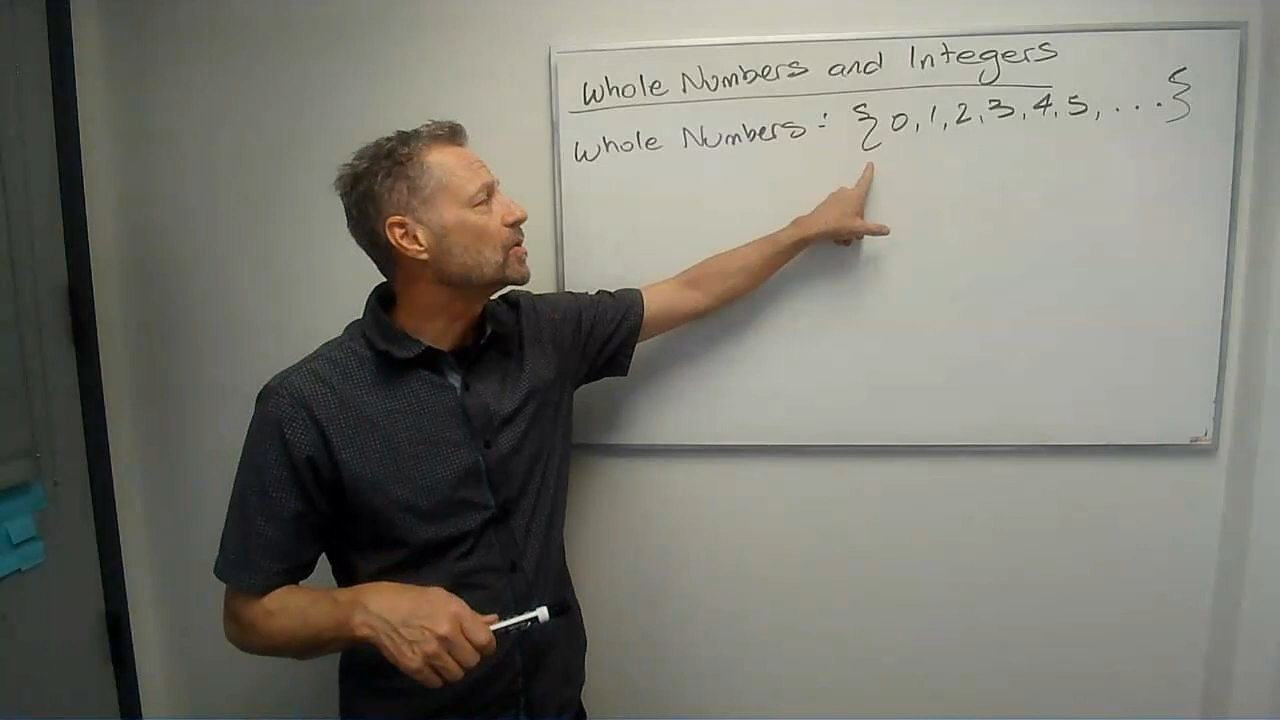 Whole Numbers and Integers
Whole Numbers: {0, 1, 2, 3, 4, 5, ...}